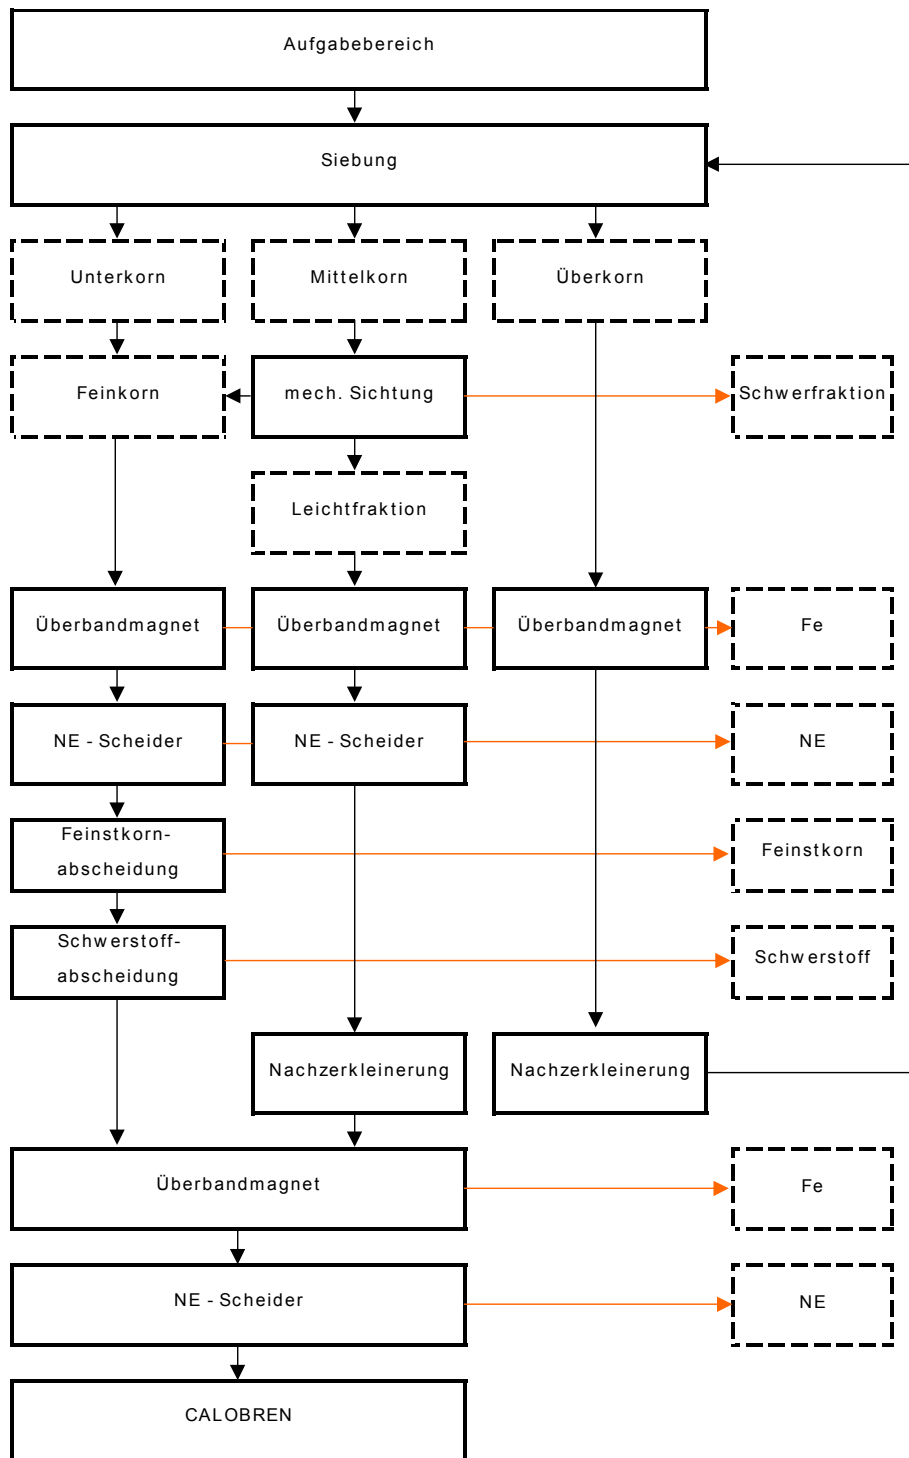 Aufgabebereich
Siebung
Unterkorn
Mittelkorn
Überkorn
Feinkorn
mech. Sichtung
Schwerfraktion
Leichtfraktion
Überbandmagnet
Überbandmagnet
Überbandmagnet
Fe
NE - Scheider
NE - Scheider
NE
Feinstkorn-
abscheidung
Feinstkorn
Schwerstoff-
abscheidung
Schwerstoff
Nachzerkleinerung
Nachzerkleinerung
Überbandmagnet
Fe
NE - Scheider
NE
CALOBREN